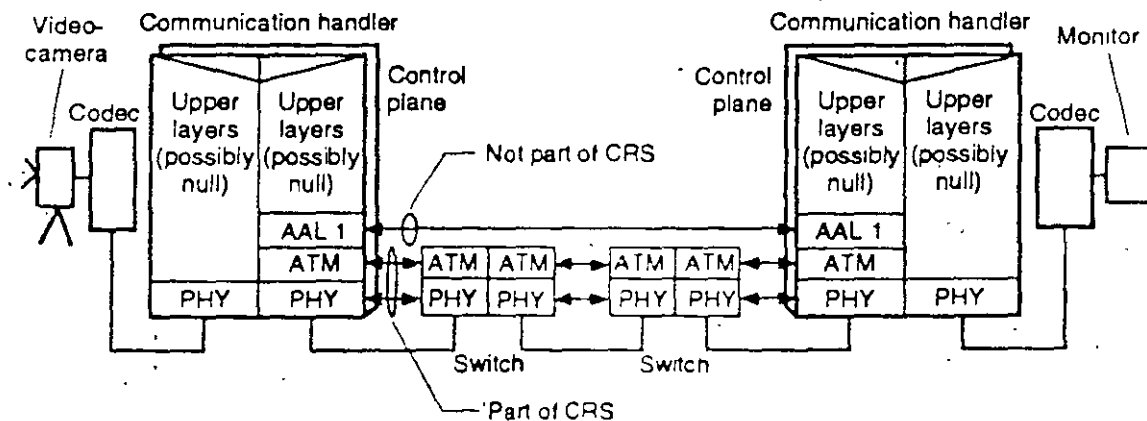 Video-
camera
Communication handler
Communication handler
Monitor
Codec
Control
plane
Control
plane
Codec
Upper
layers
(possibly
null)
Upper
layers
(possibly
null)
Upper
layers
(possibly
null)
Upper
layers
(possibly
null)
Not part of CRS
AAL 1
AAL 1
ATM
ATM
ATM
ATM
ATM
ATM
PHY
PHY
PHY
PHY
PHY
PHY
PHY
PHY
Switch
Switch
Part of CRS